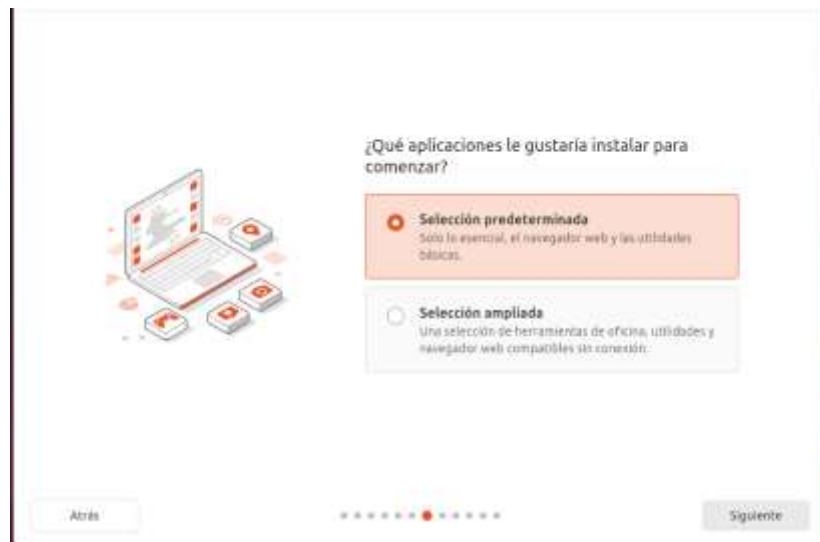 ¿Qué aplicaciones le gustaría instalar para
comenzar?
Selección predeterminada
Solo lo esencial, el navegador web y las utilidades
básicas.
Selección ampliada
Una selección de herramientas de oficina, utilidades y
navegador web compatibles sin conexión.
Atrás
Siguiente